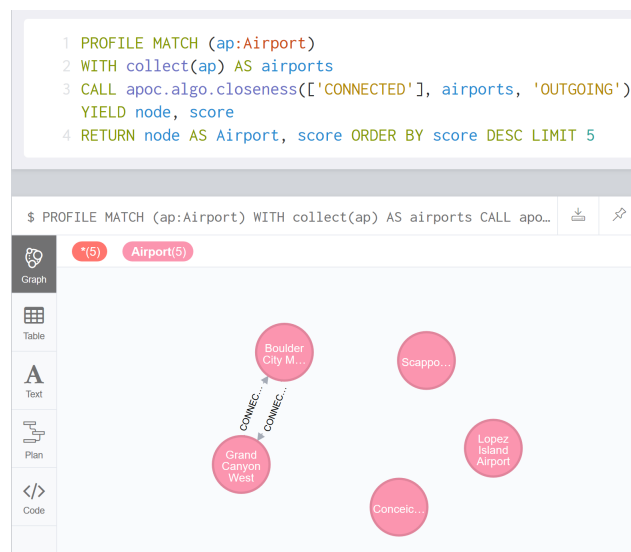 1 PROFILE MATCH (ap:Airport)
2 WITH collect(ap) AS airports
3 CALL apoc.algo.closeness(['CONNECTED'], airports, 'OUTGOING')
YIELD node, score
4 RETURN node AS Airport, score ORDER BY score DESC LIMIT 5
$ PROFILE MATCH (ap:Airport) WITH collect(ap) AS airports CALL apo…
Graph
*(5) Airport(5)
Table
Text
Plan
Code
Boulder
City M…
Scappo…
CONNEC…
CONNEC…
Grand
Canyon
West
Lopez
Island
Airport
Conceic…